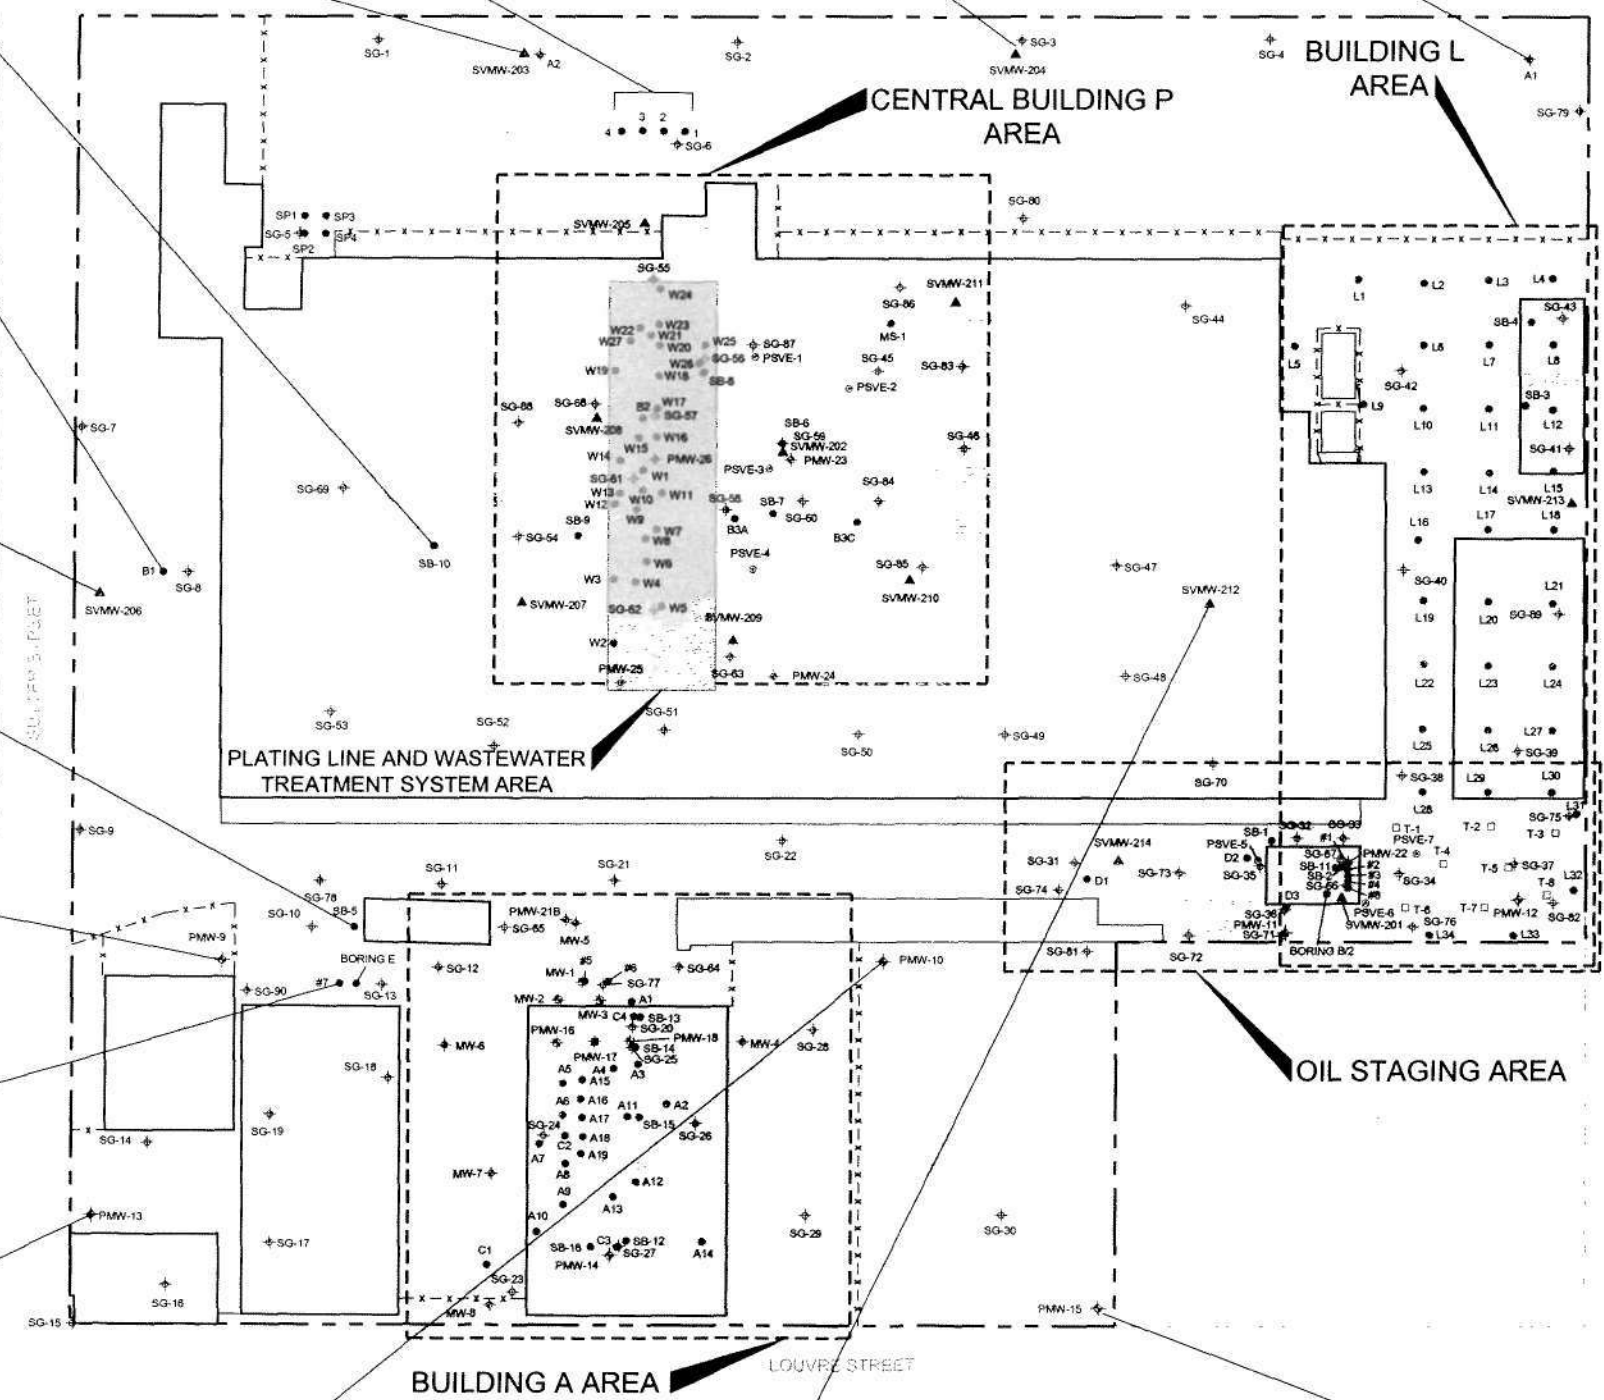 SG-1
SVMW-203
A2
SG-2
SG-3
SVMW-204
SG-4
BUILDING L
AREA
A1
SG-79
CENTRAL BUILDING P
AREA
4
3
2
1
SG-6
SP1
SP3
SG-5
SP4
SP2
SVMW-205
SG-80
SG-55
W24
SG-86
SVMW-211
MS-1
SG-44
L1
L2
L3
L4
SG-43
SB-4
W22
W23
W21
W27
W20
W25
SG-56
SG-87
PSVE-1
W19
W18
SG-45
SG-83
PSVE-2
L5
L7
SG-42
SG-7
SG-68
SVMW-208
B2
W17
SG-57
SB-6
SG-59
SVMW-202
PMW-23
SG-46
L9
SB-3
L10
L11
L12
SG-41
W15
W16
W14
PMW-26
PSVE-3
SG-69
SG-61
W1
W13
W10
W11
W12
W9
SG-84
SB-7
SG-60
B3A
B3C
L13
L14
L15
SVMW-213
L16
L17
L18
SB-9
SG-54
W7
PSVE-4
SB-10
B1
SG-8
SVMW-206
W3
W4
SG-85
SVMW-210
SG-47
SVMW-212
SG-40
L21
SG-89
L19
L20
SVMW-207
SG-62
W5
SVMW-209
W2
PMW-25
SG-63
PMW-24
SG-48
L22
L23
L24
SG-53
SG-52
SG-51
SG-50
SG-49
L25
L26
L27
SG-39
PLATING LINE AND WASTEWATER
TREATMENT SYSTEM AREA
SG-70
SG-38
L29
L30
L28
L31
SG-75
SG-9
SG-11
SG-21
SG-22
SG-31
SVMW-214
SB-1
SG-32
#1
T-1
T-2
T-3
PSVE-7
PSVE-5
D2
SG-35
PMW-22
SB-11
SB-2
#2
#3
#4
T-4
T-5
SG-37
SG-34
SG-74
D1
SG-73
L32
T-8
D3
PSVE-6
T-6
T-7
PMW-12
SG-82
PMW-11
SG-71
SVMW-201
SG-76
L34
L33
BORING B/2
SG-72
SG-81
SG-78
SG-10
SB-5
PMW-21B
SG-65
MW-5
PMW-9
BORING E
#7
SG-13
SG-90
SG-12
#5
MW-1
#6
SG-77
SG-64
PMW-10
MW-2
A1
MW-3
C4
SB-13
SG-20
PMW-16
PMW-18
PMW-17
SB-14
SG-25
MW-4
SG-28
MW-6
A4
A3
A5
A15
OIL STAGING AREA
SG-18
A6
A16
A11
A2
A17
SB-15
SG-26
SG-19
SG-14
SG-24
C2
A18
A7
A19
A8
MW-7
A12
A9
A13
PMW-13
A10
SG-29
SG-30
SG-17
C1
SB-16
C3
SB-12
SG-27
A14
PMW-14
SG-23
SG-16
MW-8
SG-15
PMW-15
LOUVRE STREET
BUILDING A AREA